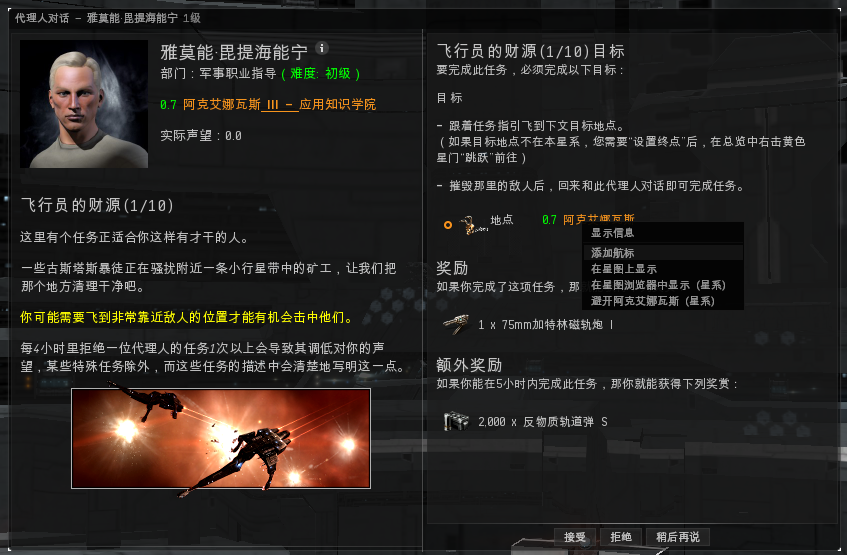 代理人对话 - 雅莫能·毘提海能宁 1级
雅莫能·毘提海能宁
部门：军事职业指导 ( 难度: 初级 )
0.7 阿克艾娜瓦斯 III - 应用知识学院
实际声望：0.0
飞行员的财源(1/10)
这里有个任务正适合你这样有才干的人。
一些古斯塔斯暴徒正在骚扰附近一条小行星带中的矿工，让我们把
那个地方清理干净吧。
你可能需要飞到非常靠近敌人的位置才能有机会击中他们。
每4小时里拒绝一位代理人的任务1次以上会导致其调低对你的声
望，某些特殊任务除外，而这些任务的描述中会清楚地写明这一点。
飞行员的财源(1/10)目标
要完成此任务，必须完成以下目标：
目标
- 跟着任务指引飞到下文目标地点。
（如果目标地点不在本星系，您需要“设置终点”后，在总览中右击黄色
星门“跳跃”前往）
- 摧毁那里的敌人后，回来和此代理人对话即可完成任务。
地点 0.7 阿克艾娜瓦斯
显示信息
添加航标
在星图上显示
在星图浏览器中显示 (星系)
避开阿克艾娜瓦斯 (星系)
奖励
如果你完成了这项任务，那
1 x 75mm加特林磁轨炮 I
额外奖励
如果你能在5小时内完成此任务，那你就能获得下列奖赏：
2,000 x 反物质轨道弹 S
接受 拒绝 稍后再说